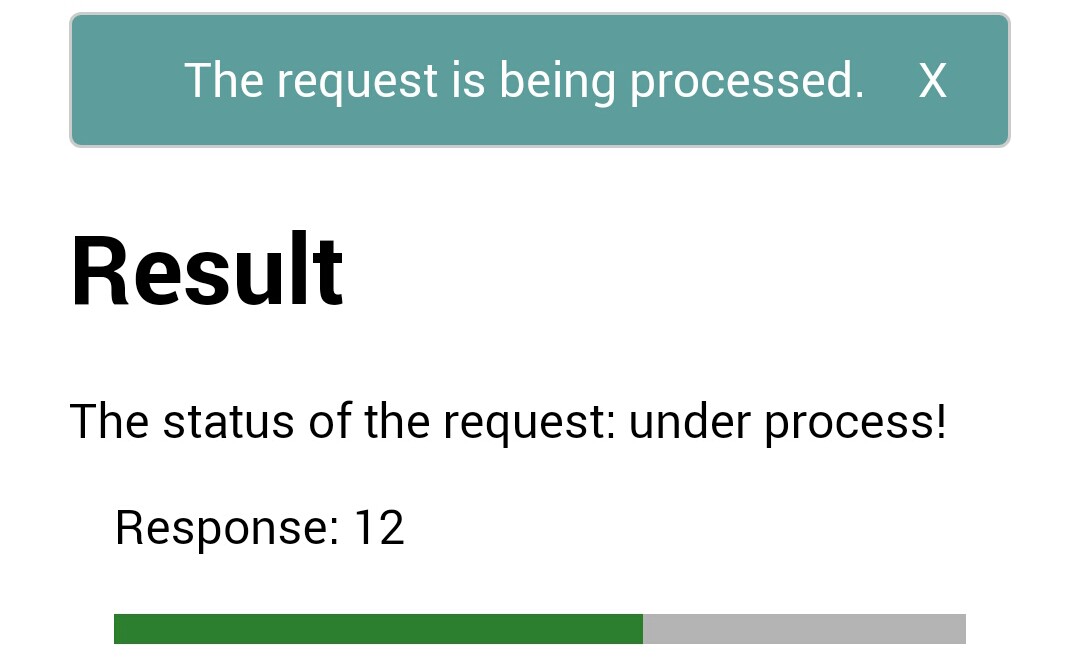 The request is being processed. X
Result
The status of the request: under process!
Response: 12